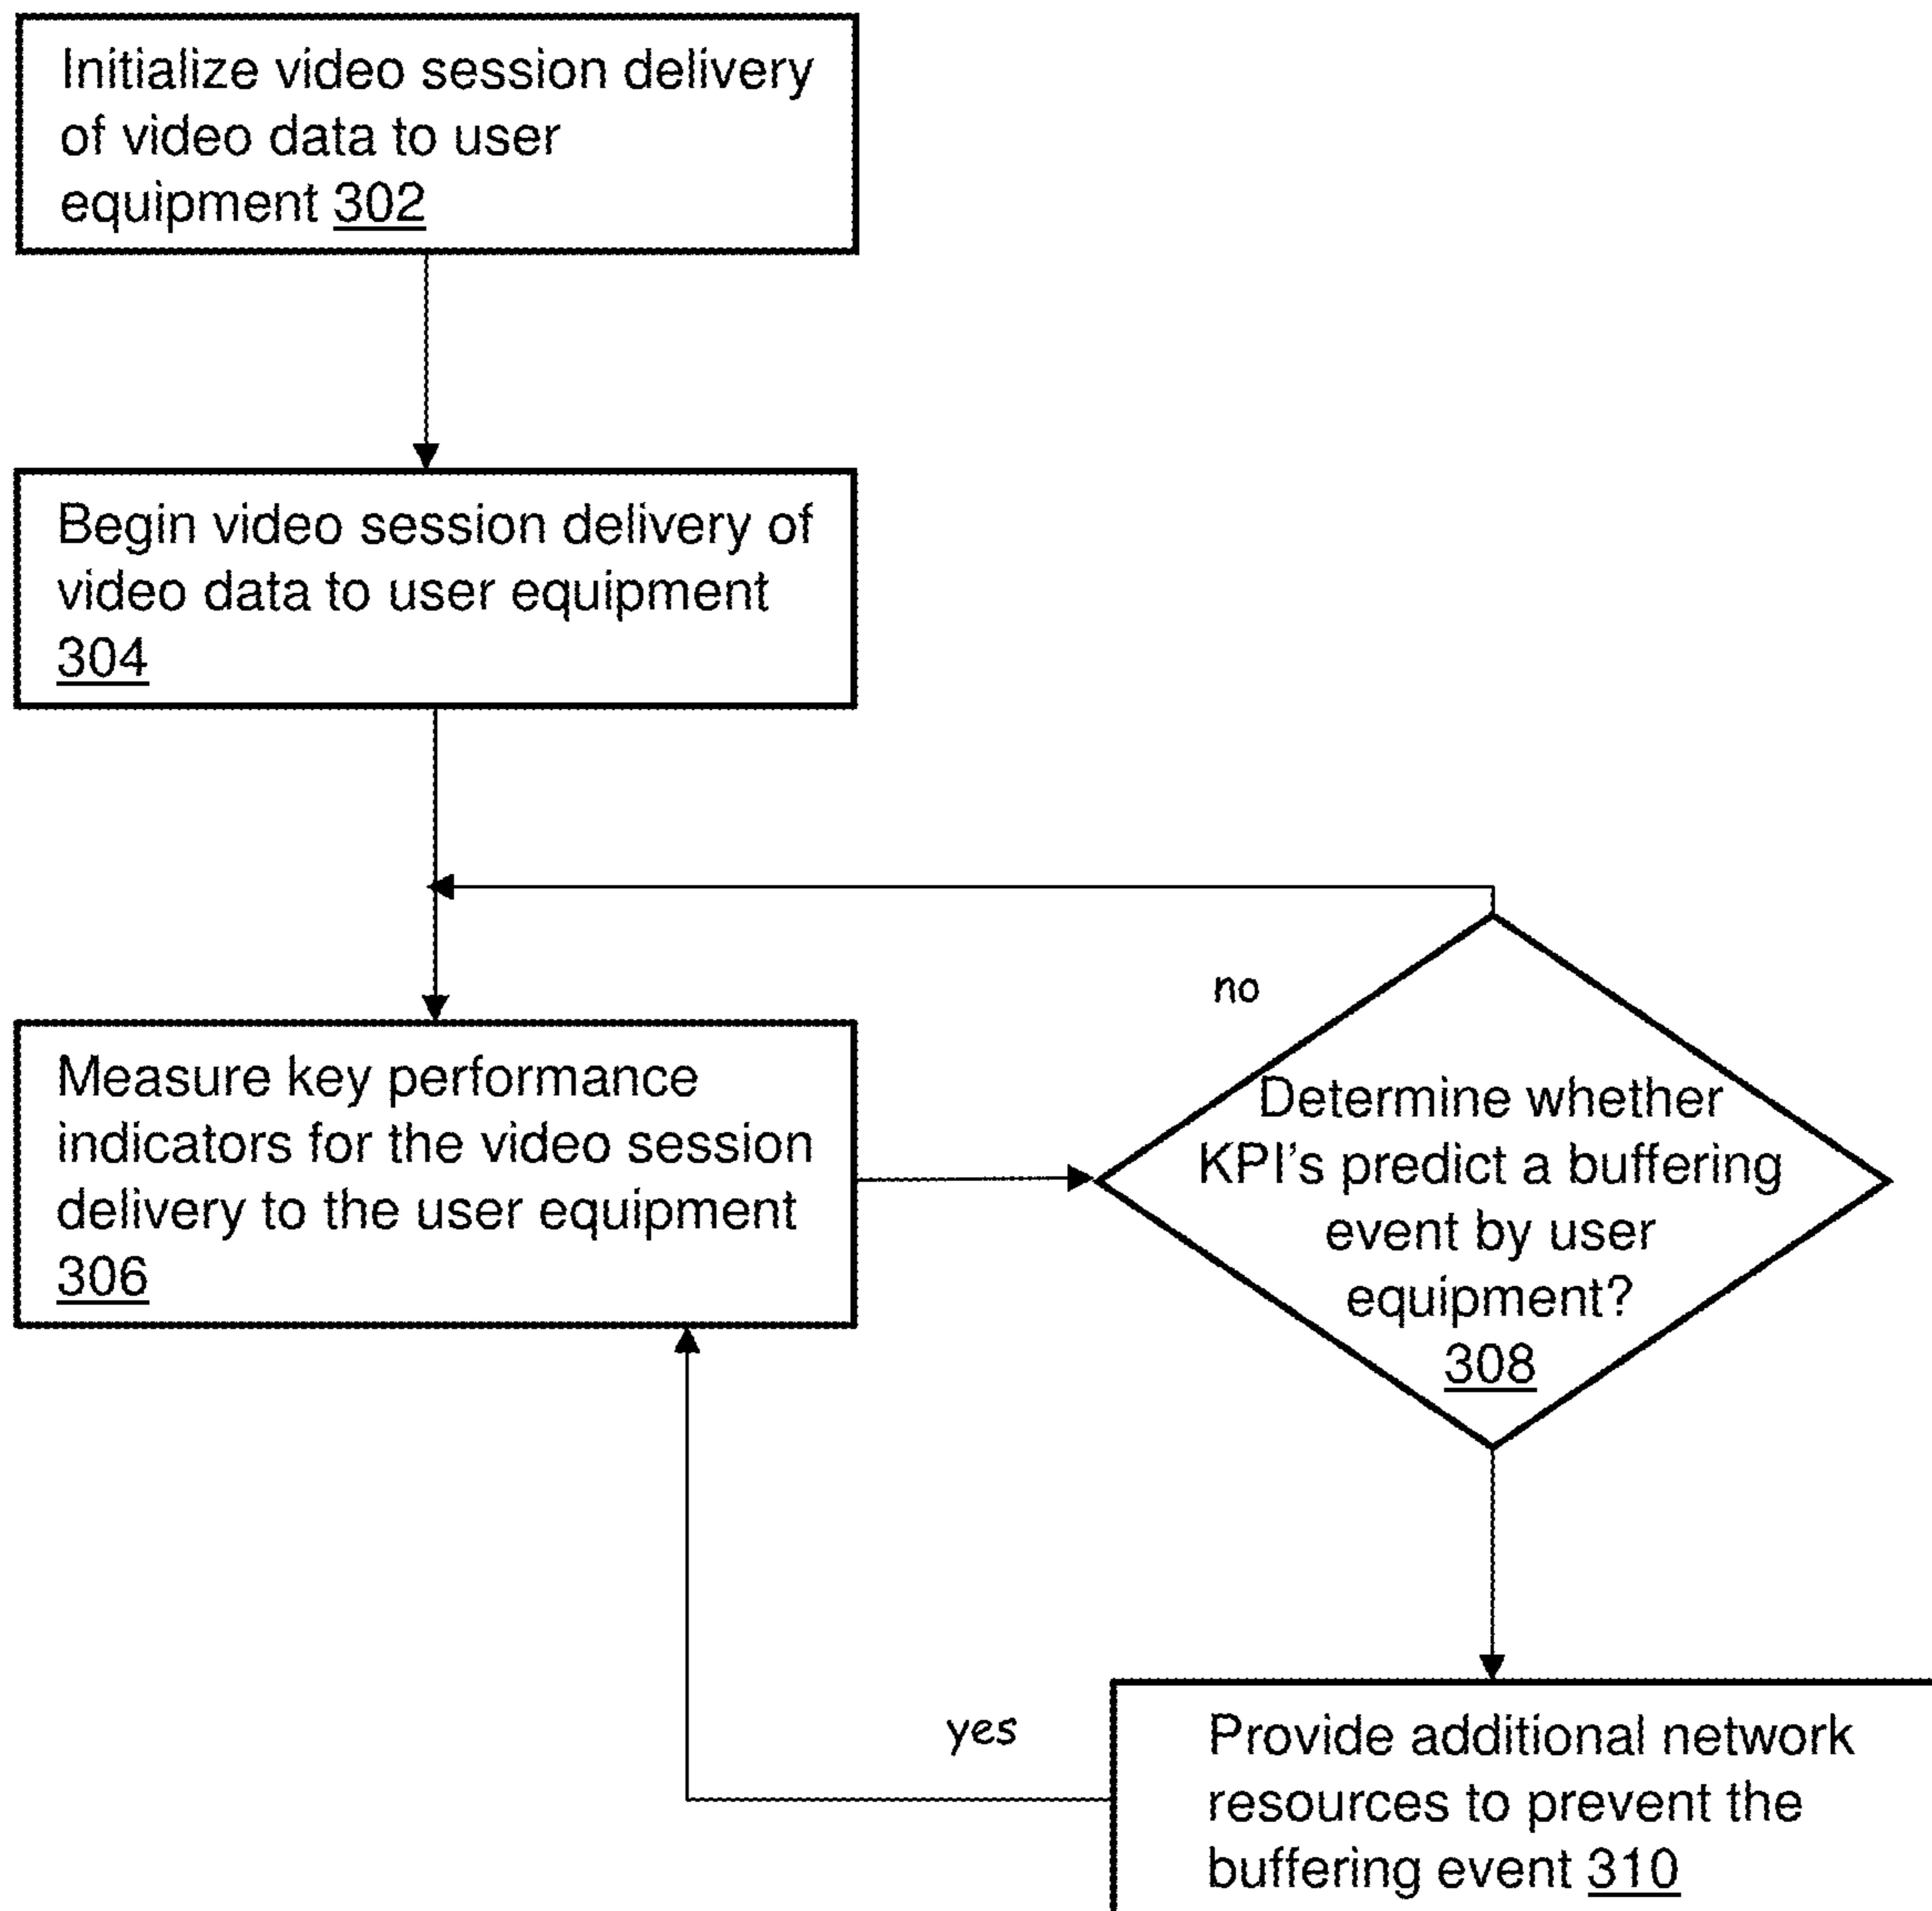 Initialize video session delivery
of video data to user
equipment 302
Begin video session delivery of
video data to user equipment
304
no
Measure key performance
indicators for the video session
delivery to the user equipment
306
Determine whether
KPI's predict a buffering
event by user
equipment?
308
yes
Provide additional network
resources to prevent the
buffering event 310